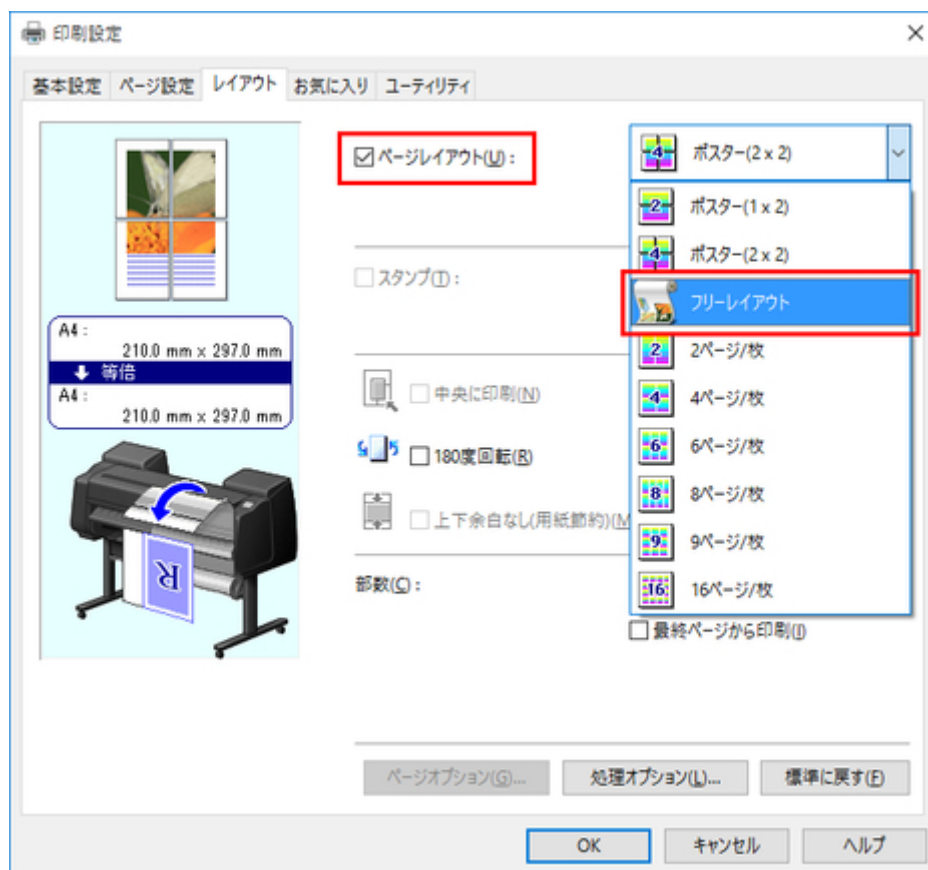 印刷設定
基本設定 ページ設定 レイアウト お気に入り ユーティリティ
ページレイアウト(U)：
ポスター(2 x 2)
ポスター(1 x 2)
ポスター(2 x 2)
フリーレイアウト
2ページ/枚
4ページ/枚
6ページ/枚
8ページ/枚
9ページ/枚
16ページ/枚
スタンプ(T)：
A4：
210.0 mm x 297.0 mm
等倍
A4：
210.0 mm x 297.0 mm
中央に印刷(N)
180度回転(R)
上下余白なし(用紙節約)(M
部数(C)：
最終ページから印刷(I)
ページオプション(G)... 処理オプション(L)... 標準に戻す(F)
OK キャンセル ヘルプ